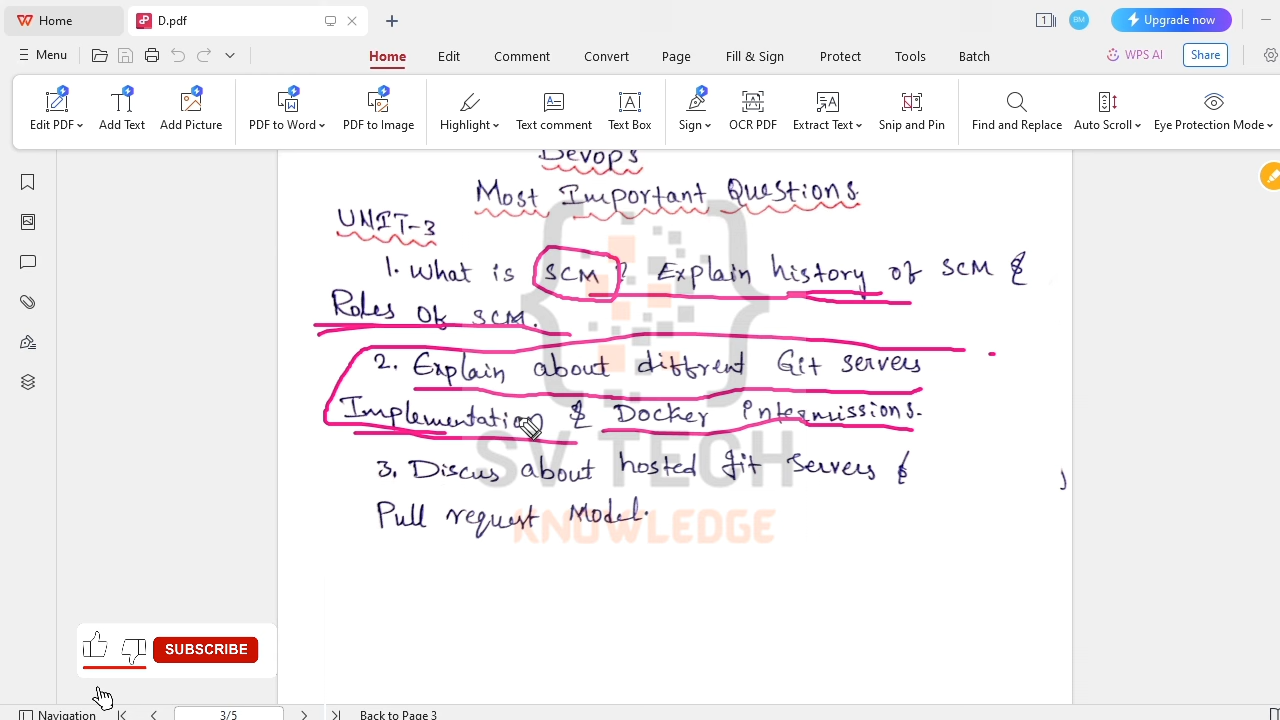 Home
D.pdf
1
BM
Upgrade now
Menu
Home Edit Comment Convert Page Fill & Sign Protect Tools Batch
WPS AI
Share
Edit PDF Add Text Add Picture PDF to Word PDF to Image Highlight Text comment Text Box Sign OCR PDF Extract Text Snip and Pin Find and Replace Auto Scroll Eye Protection Mode
Devops
Most Important Questions.
UNIT-3
1. What is SCM? Explain history of SCM &
Roles of SCM.
2. Explain about different Git servers
Implementation & Docker intermissions.
3. Discus about hosted git servers &
Pull request Model.
SV TECH
KNOWLEDGE
SUBSCRIBE
Navigation 3/5 Back to Page 3